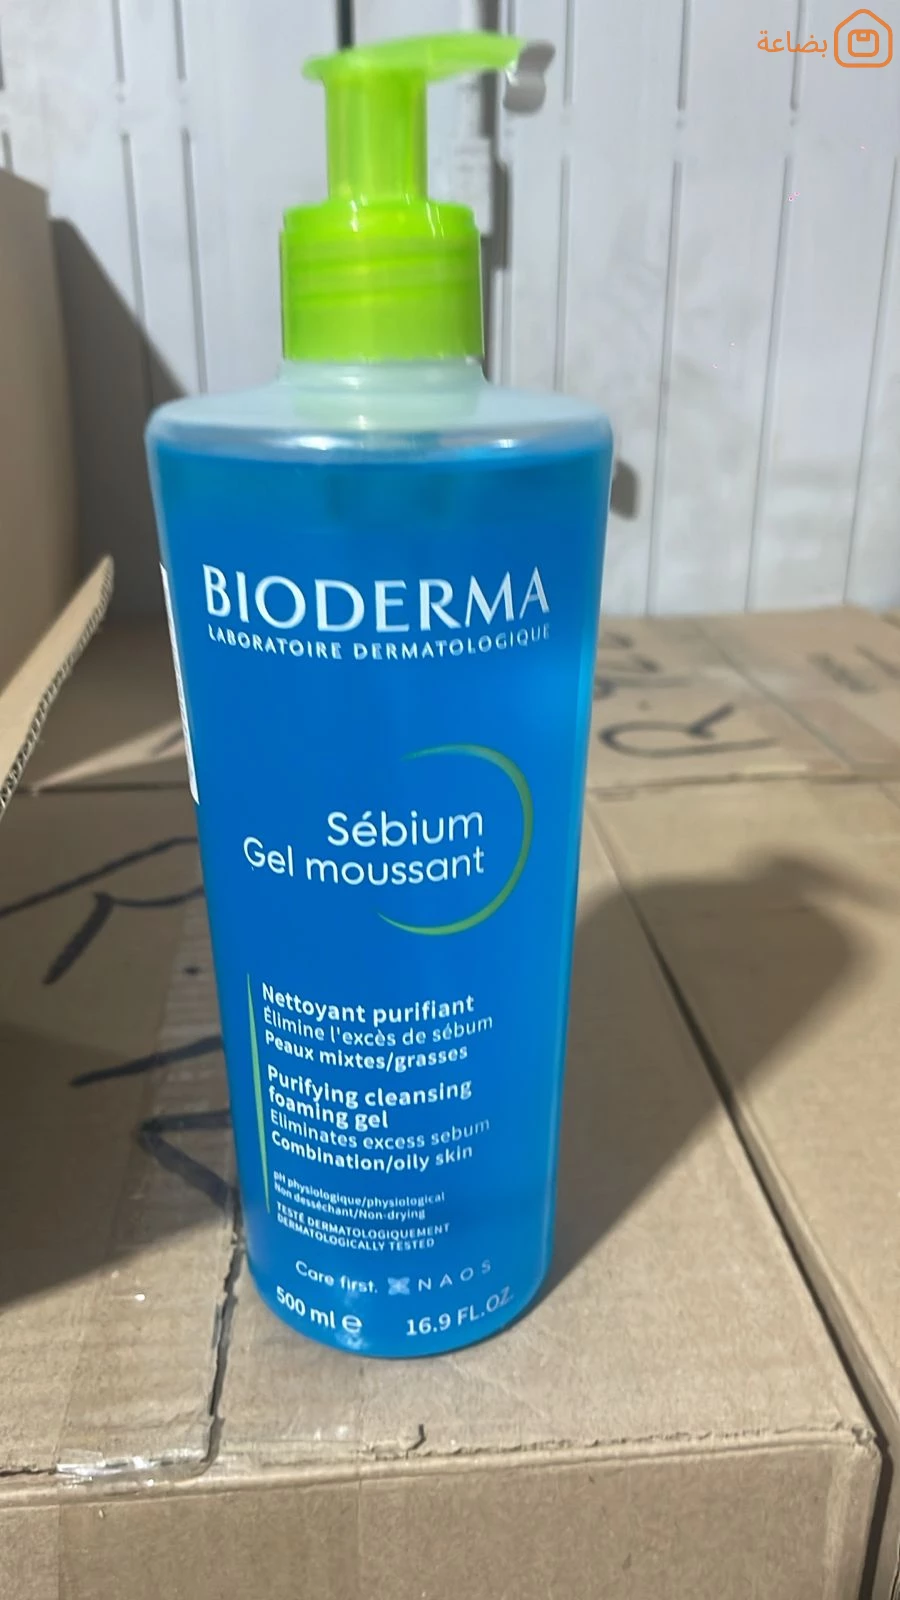 بضاعة
BIODERMA
LABORATOIRE DERMATOLOGIQUE
Sébium
Gel moussant
Nettoyant purifiant
Élimine l'excès de sébum
Peaux mixtes/grasses
Purifying cleansing
foaming gel
Eliminates excess sebum
Combination/oily skin
pH physiologique/physiological
Non desséchant/Non-drying
TESTÉ DERMATOLOGIQUEMENT
DERMATOLOGICALLY TESTED
Care first. NAOS
500 ml e 16.9 FL.OZ.